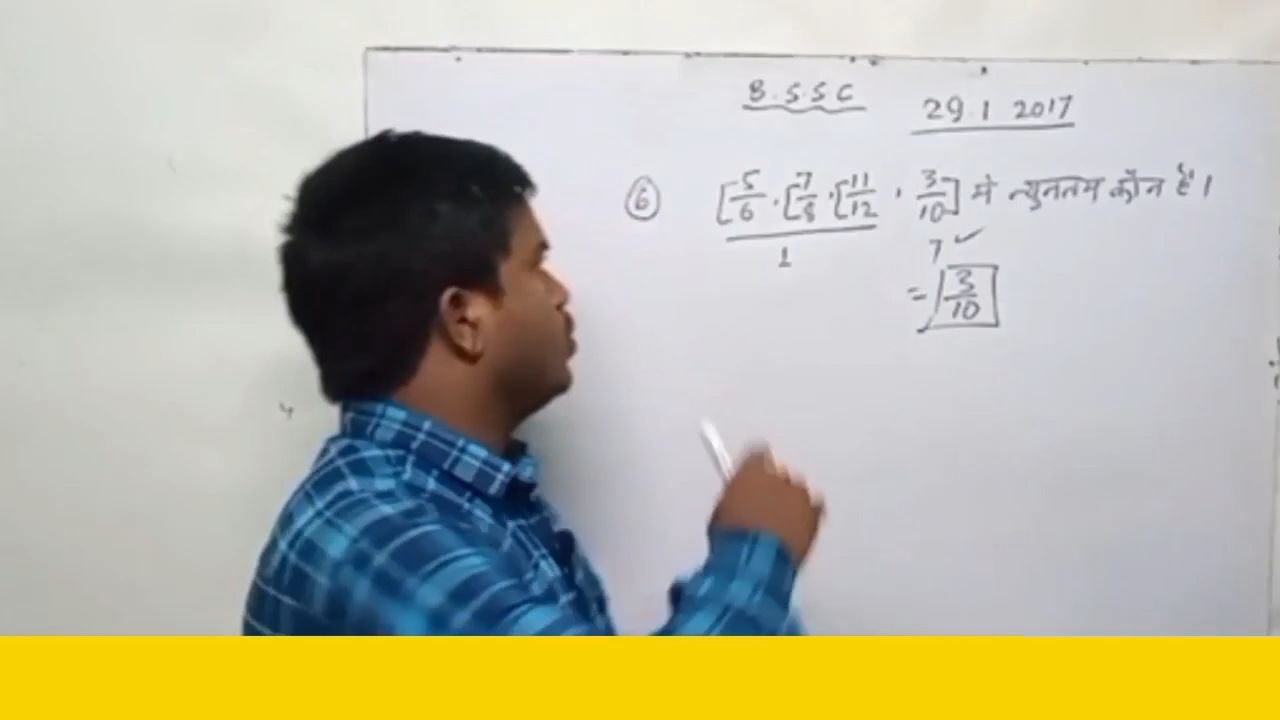 B.S.S.C
29.1 2017
⑥ [5/6 , [7/8 , [11/12 , 3/10] में न्युनतम कौन है।
1
7 ✓
= 3/10